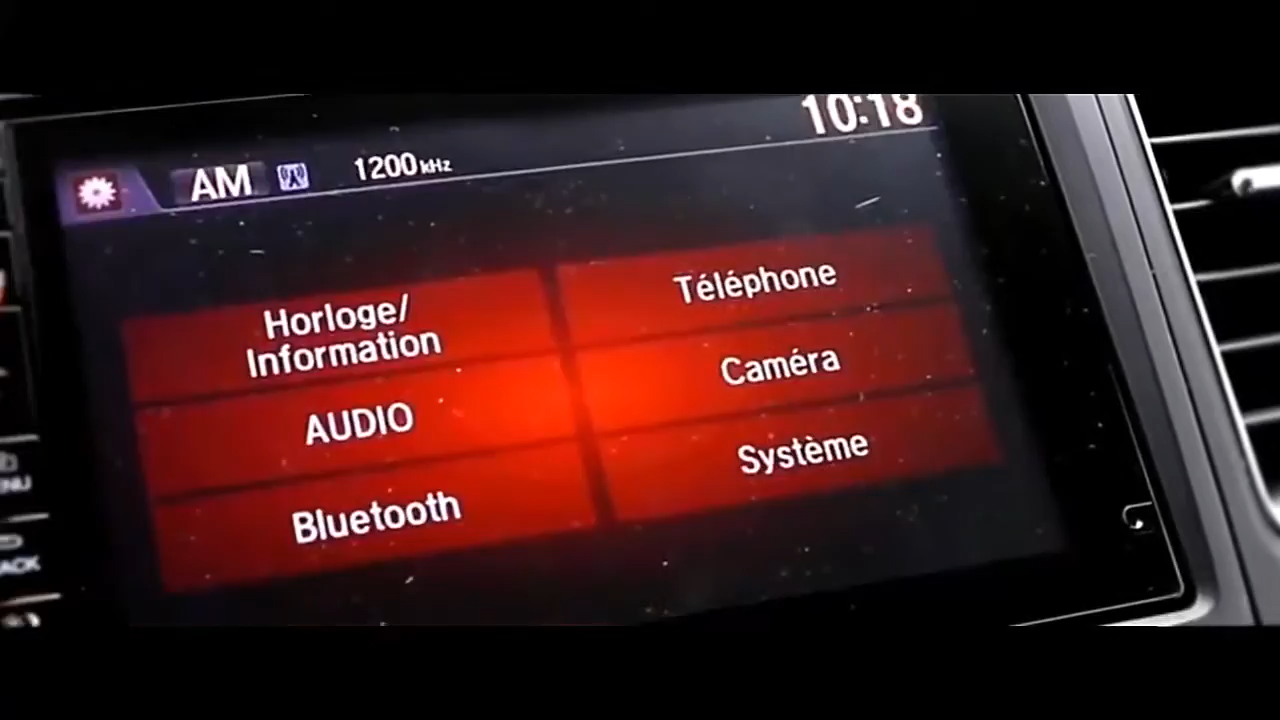 10:18
AM
1200 kHz
Horloge/
Information
Téléphone
AUDIO
Caméra
Bluetooth
Système